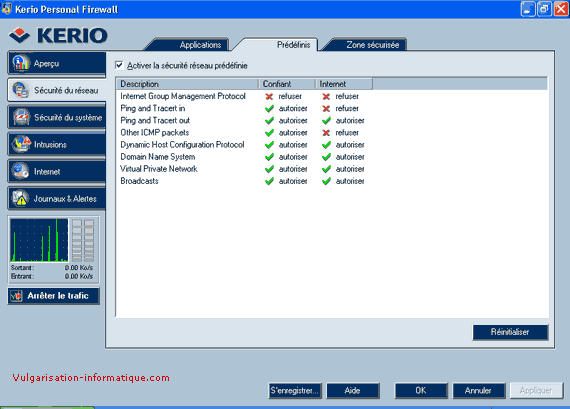 Kerio Personal Firewall
KERIO
Applications
Prédéfinis
Zone sécurisée
Aperçu
Sécurité du réseau
Sécurité du système
Intrusions
Internet
Journaux & Alertes
Sortant: 0.00 Ko/s
Entrant: 0.00 Ko/s
Arrêter le trafic
Activer la sécurité réseau prédéfinie
Description Confiant Internet
Internet Group Management Protocol refuser refuser
Ping and Tracert in autoriser refuser
Ping and Tracert out autoriser autoriser
Other ICMP packets autoriser refuser
Dynamic Host Configuration Protocol autoriser autoriser
Domain Name System autoriser autoriser
Virtual Private Network autoriser autoriser
Broadcasts autoriser autoriser
Réinitialiser
Vulgarisation-informatique.com
S'enregistrer... Aide OK Annuler Appliquer